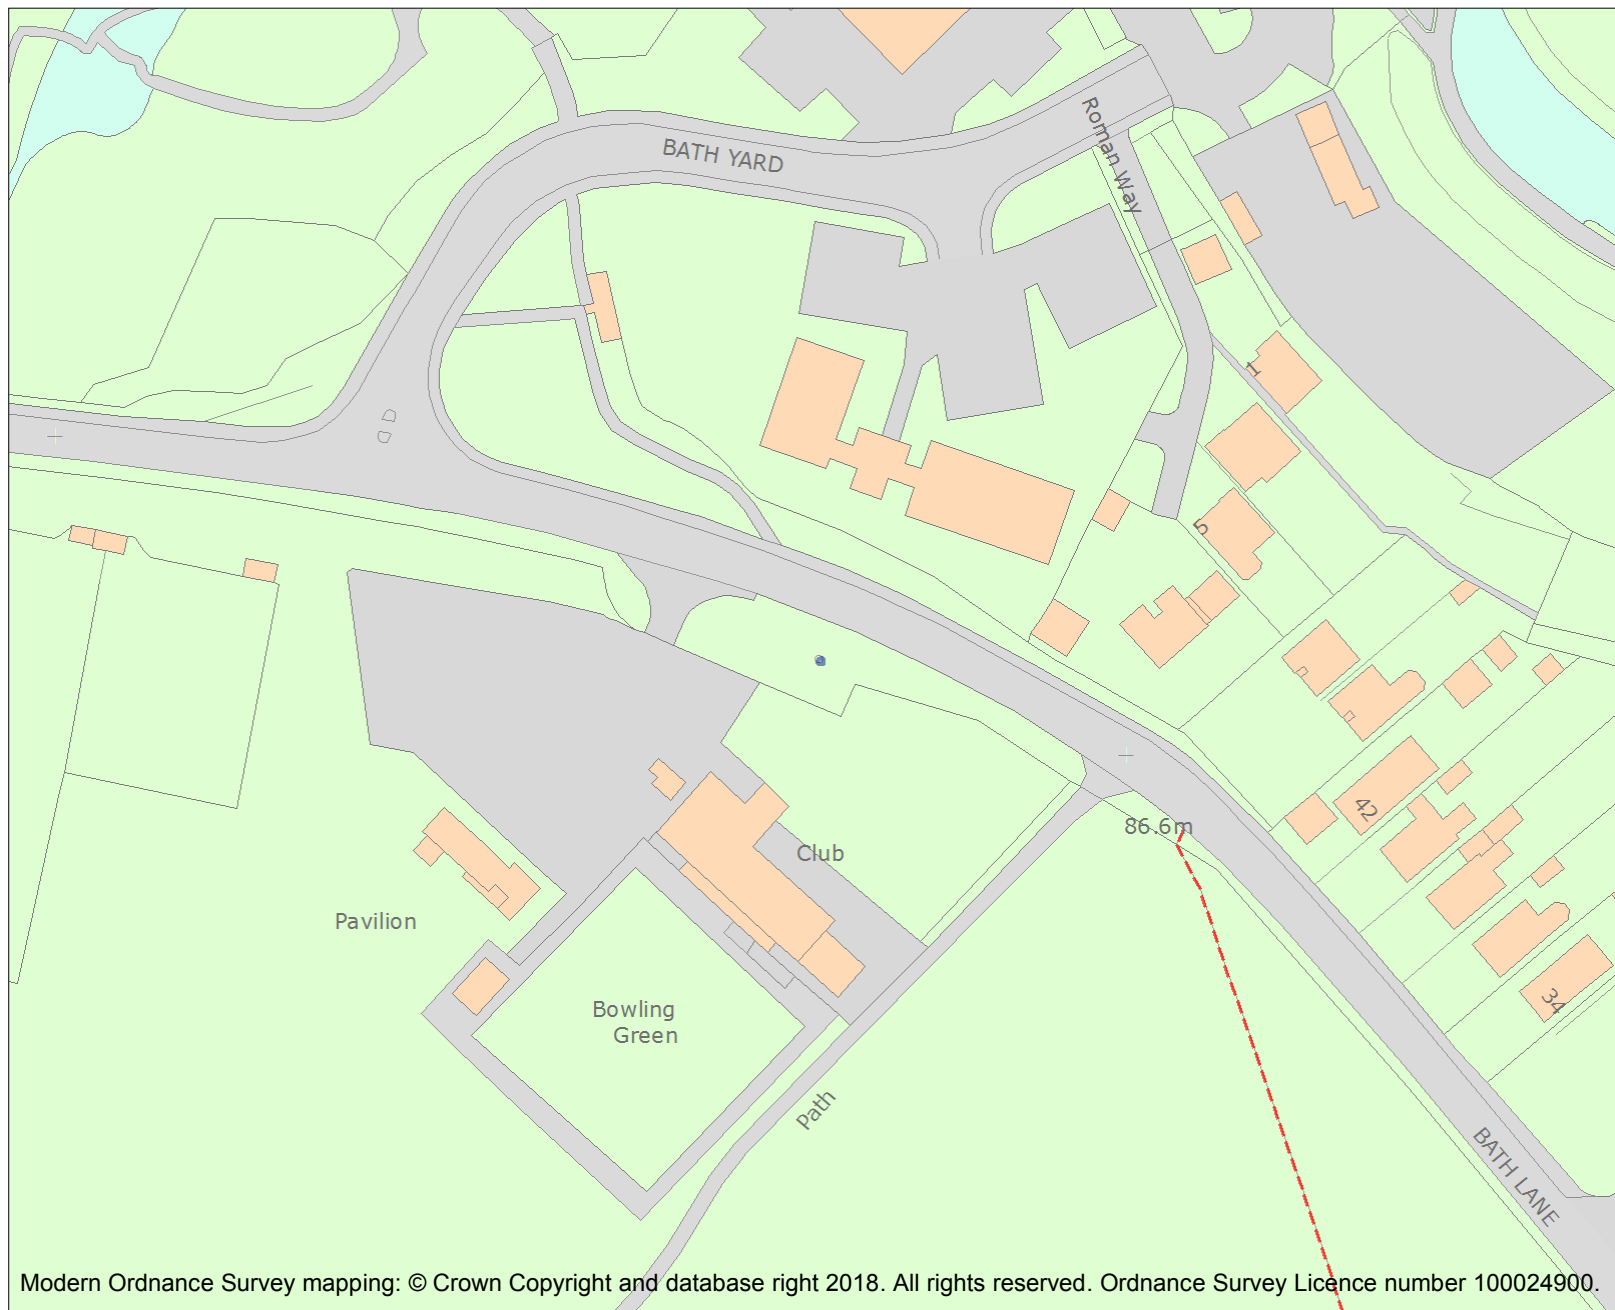 BATH YARD
Roman Way
1
5
42
86.6m
Club
Pavilion
34
Bowling
Green
Path
BATH LANE
Modern Ordnance Survey mapping: © Crown Copyright and database right 2018. All rights reserved. Ordnance Survey Licence number 100024900.